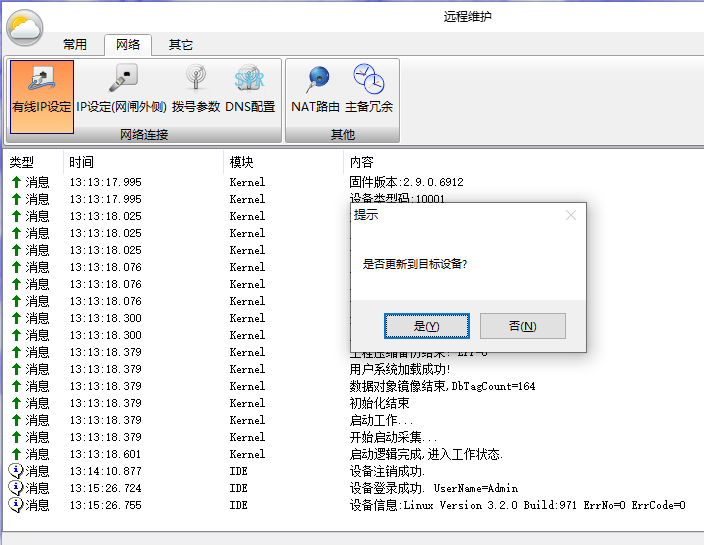 远程维护
常用 网络 其它
有线IP设定 IP设定(网闸外侧) 拨号参数 DNS配置 NAT路由 主备冗余
网络连接 其他
类型 时间 模块 内容
消息 13:13:17.995 Kernel 固件版本:2.9.0.6912
消息 13:13:17.995 Kernel 设备类型码:10001
消息 13:13:18.025 Kernel
消息 13:13:18.025 Kernel
消息 13:13:18.025 Kernel
消息 13:13:18.076 Kernel
消息 13:13:18.076 Kernel
消息 13:13:18.076 Kernel
消息 13:13:18.300 Kernel
消息 13:13:18.300 Kernel
消息 13:13:18.379 Kernel 工程压缩备份结果: Err=0
消息 13:13:18.379 Kernel 用户系统加载成功!
消息 13:13:18.379 Kernel 数据对象镜像结束,DbTagCount=164
消息 13:13:18.379 Kernel 初始化结束
消息 13:13:18.379 Kernel 启动工作...
消息 13:13:18.379 Kernel 开始启动采集...
消息 13:13:18.601 Kernel 启动逻辑完成,进入工作状态.
消息 13:14:10.877 IDE 设备注销成功.
消息 13:15:26.724 IDE 设备登录成功. UserName=Admin
消息 13:15:26.755 IDE 设备信息:Linux Version 3.2.0 Build:971 ErrNo=0 ErrCode=0
提示
是否更新到目标设备?
是(Y) 否(N)